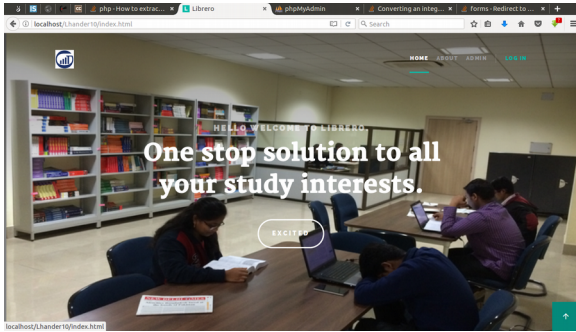 php - How to extrac...
Librero
phpMyAdmin
Converting an integ...
forms - Redirect to ...
localhost/Lhander10/index.html
Search
HOME ABOUT ADMIN LOG IN
HELLO WELCOME TO LIBRERO
One stop solution to all
your study interests.
EXCITED
localhost/Lhander10/index.html